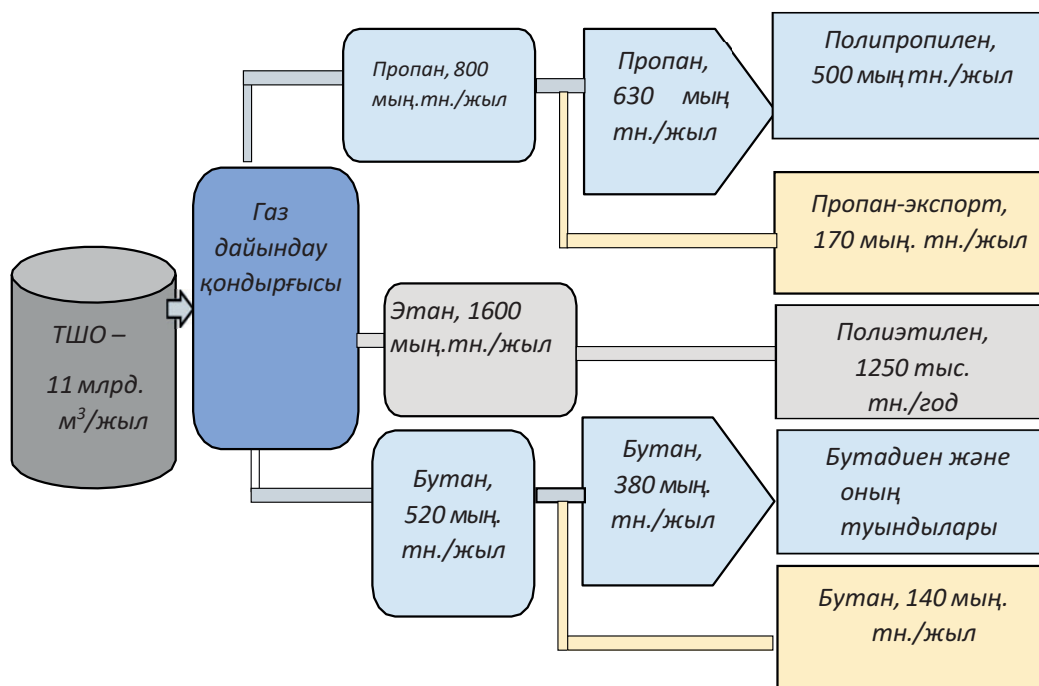 ТШО –
11 млрд.
м³/жыл
Газ
дайындау
қондырғысы
Пропан, 800
мың.тн./жыл
Пропан,
630 мың
тн./жыл
Полипропилен,
500 мың тн./жыл
Пропан-экспорт,
170 мың. тн./жыл
Этан, 1600
мың.тн./жыл
Полиэтилен,
1250 тыс.
тн./год
Бутан,
520 мың.
тн./жыл
Бутан,
380 мың.
тн./жыл
Бутадиен және
оның
туындылары
Бутан, 140 мың.
тн./жыл